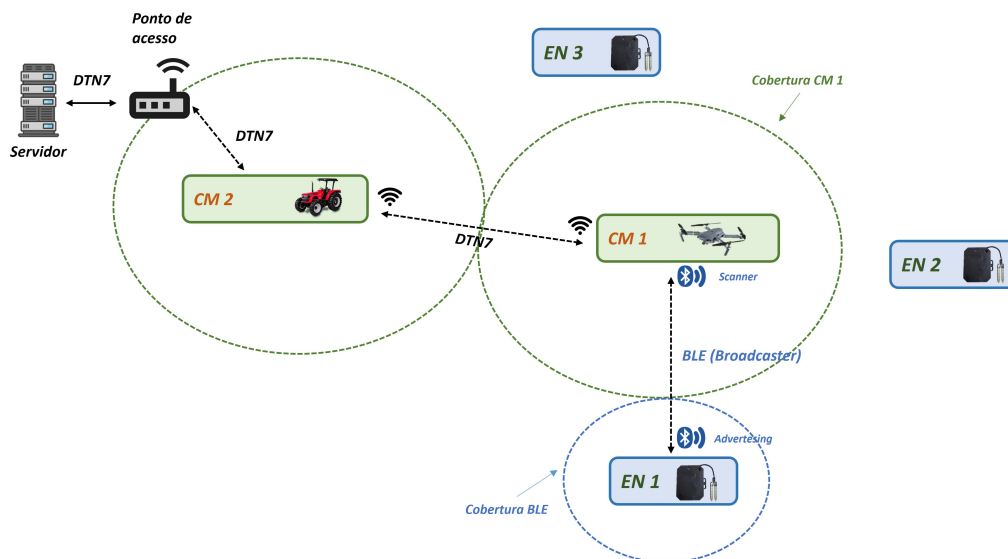 Ponto de
acesso
DTN7
Servidor
DTN7
CM 2
DTN7
EN 3
Cobertura CM 1
CM 1
Scanner
EN 2
BLE (Broadcaster)
Advertesing
EN 1
Cobertura BLE